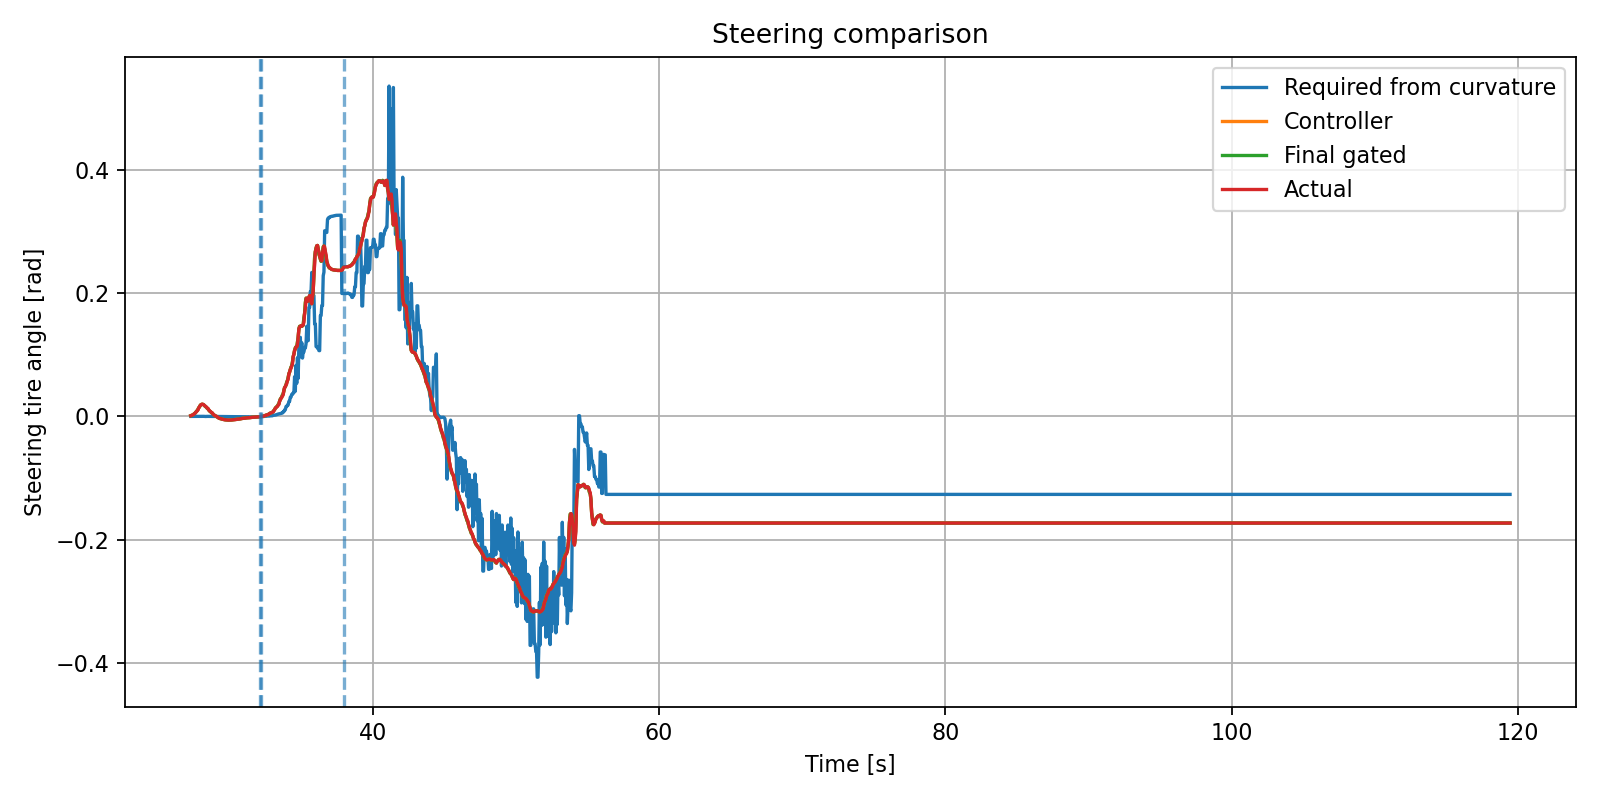 Steering comparison
Required from curvature
Controller
Final gated
Actual
Steering tire angle [rad]
0.4
0.2
0.0
−0.2
−0.4
40
60
80
100
120
Time [s]